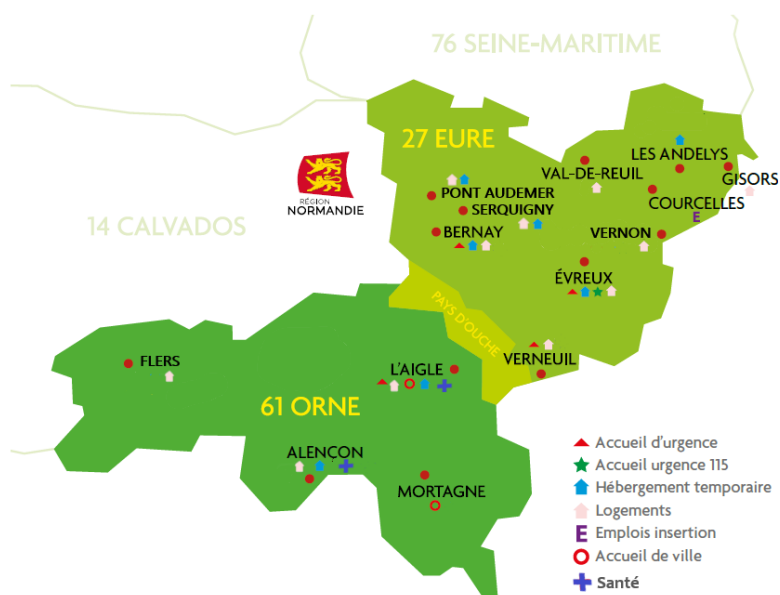 76 SEINE-MARITIME
27 EURE
LES ANDELYS
VAL-DE-REUIL
GISORS
RÉGION
NORMANDIE
PONT AUDEMER
COURCELLES
SERQUIGNY
E
14 CALVADOS
BERNAY
VERNON
ÉVREUX
PAYS D'OUCHE
VERNEUIL
FLERS
L'AIGLE
61 ORNE
ALENÇON
MORTAGNE
Accueil d'urgence
Accueil urgence 115
Hébergement temporaire
Logements
E Emplois insertion
Accueil de ville
Santé